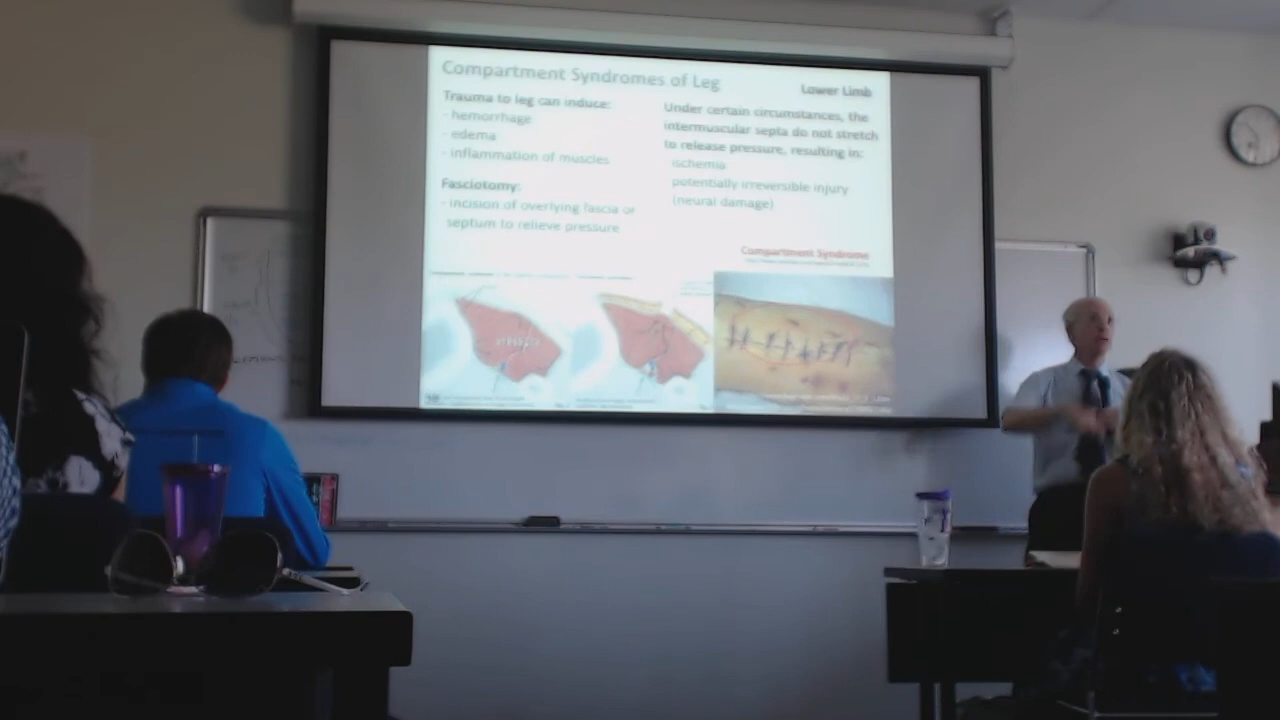 Compartment Syndromes of Leg
Lower Limb
Trauma to leg can induce:
- hemorrhage
- edema
- inflammation of muscles
Fasciotomy:
- incision of overlying fascia or
septum to relieve pressure
Under certain circumstances, the
intermuscular septa do not stretch
to release pressure, resulting in:
ischemia
potentially irreversible injury
(neural damage)
Compartment Syndrome